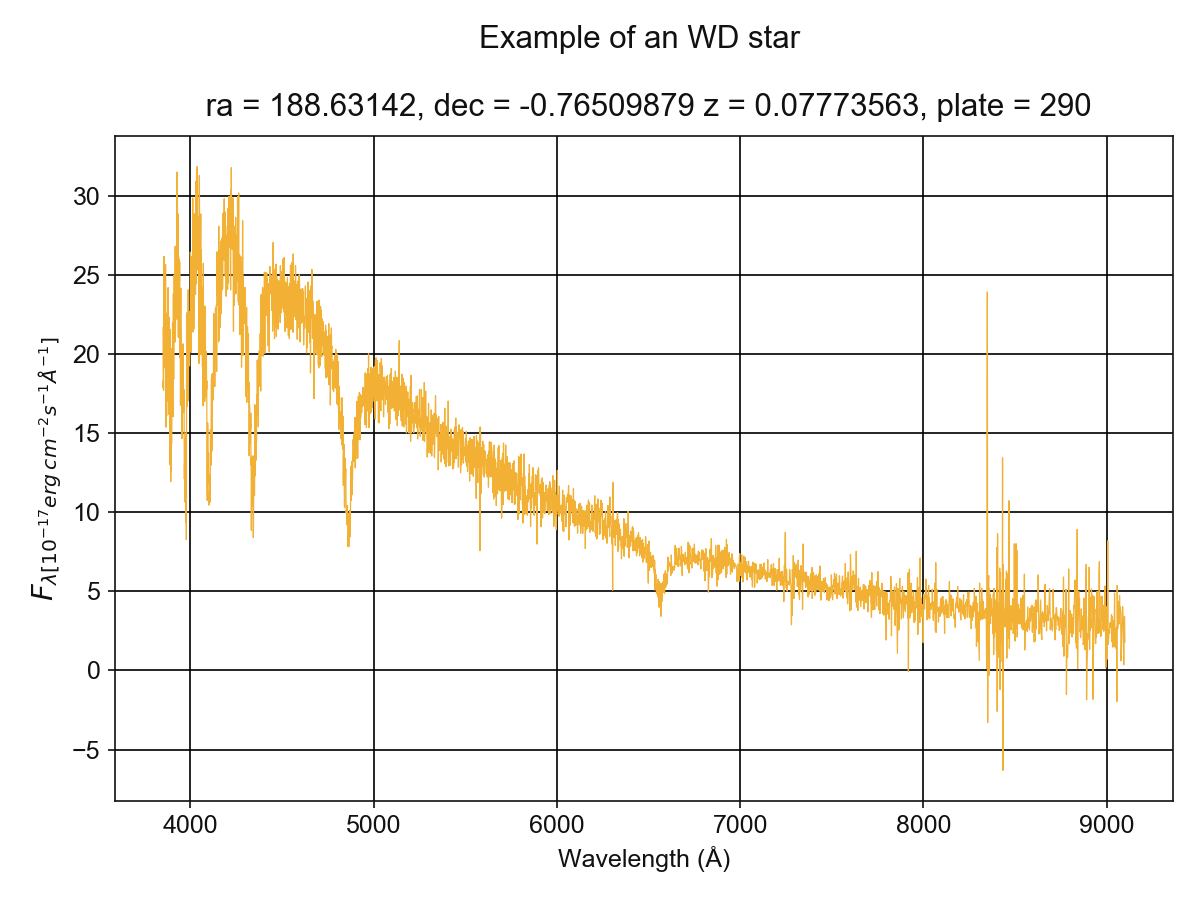 Example of an WD star
ra = 188.63142, dec = -0.76509879 z = 0.07773563, plate = 290
30
25
20
15
10
5
0
−5
F_{λ[10^{−17} erg cm^{−2} s^{−1} Å^{−1}]}
4000 5000 6000 7000 8000 9000
Wavelength (Å)